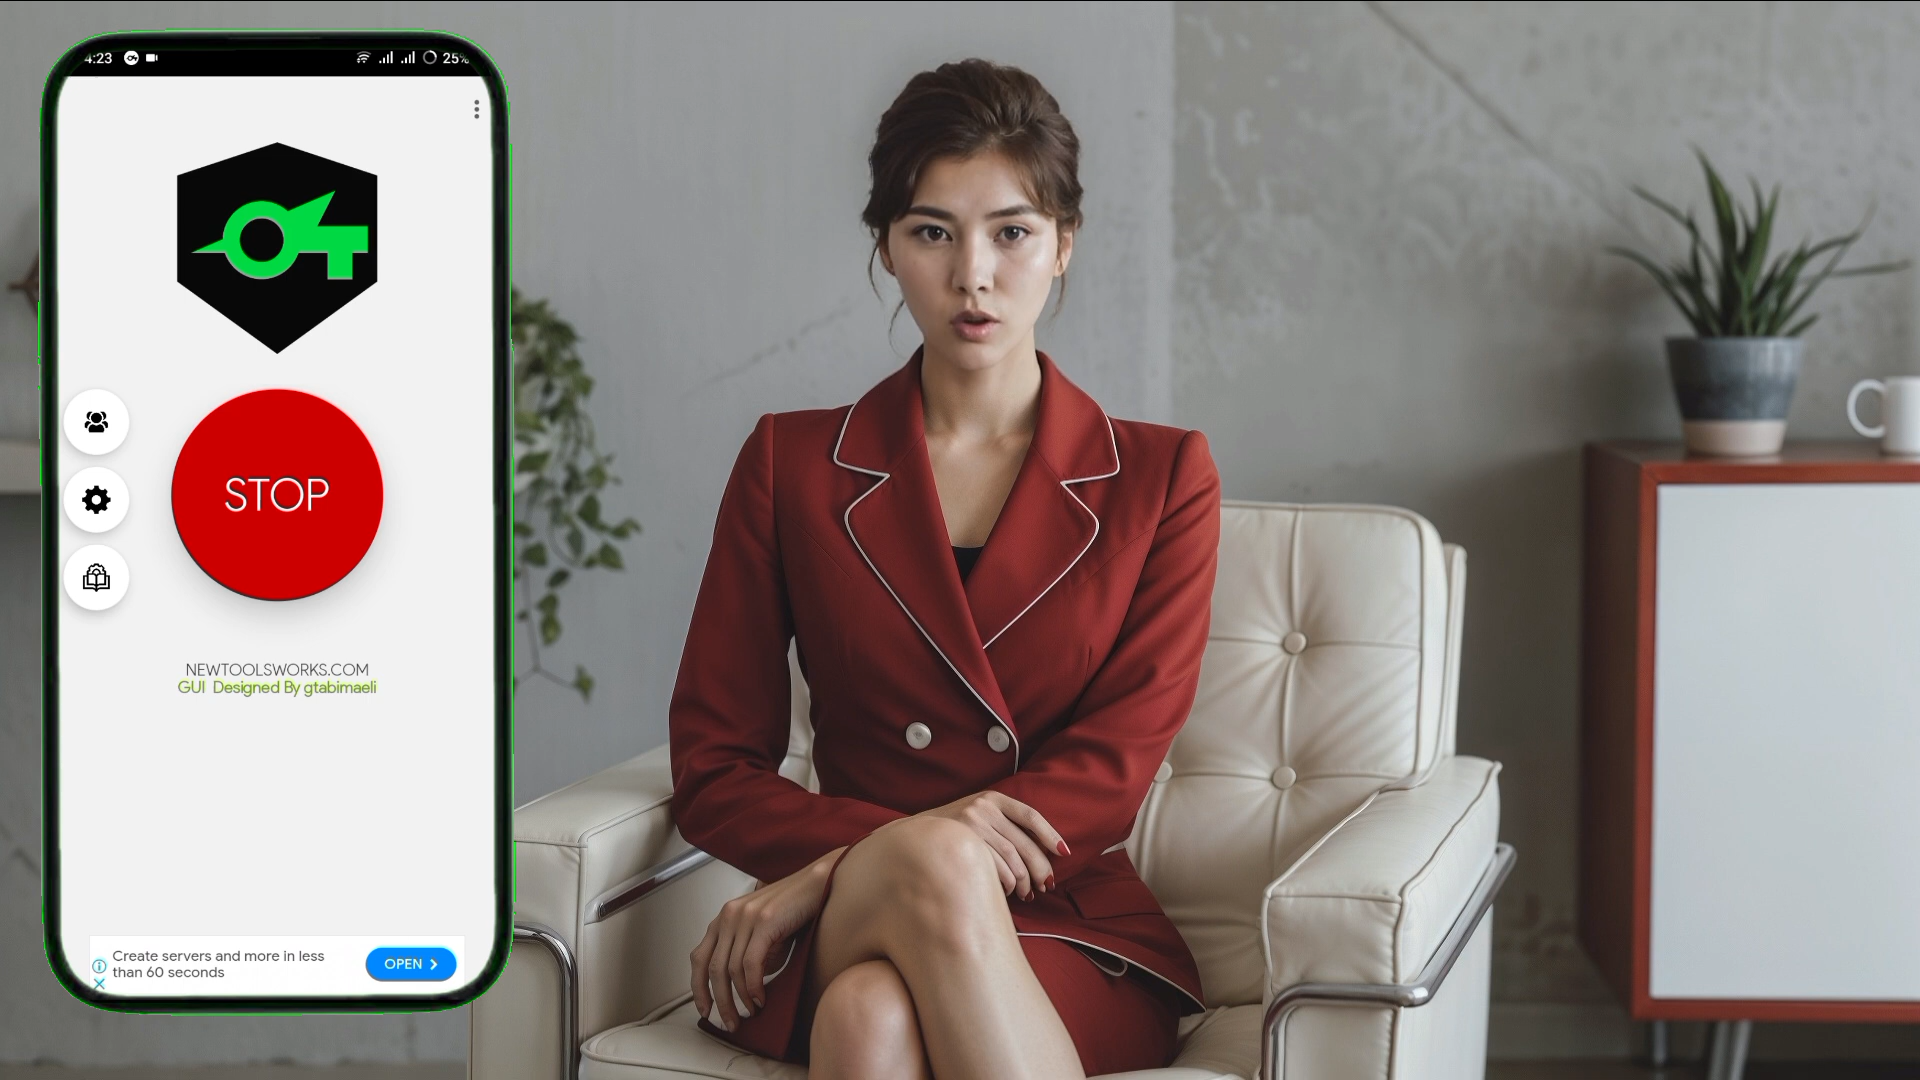 4:23
25%
STOP
NEWTOOLSWORKS.COM
GUI Designed By gtabimaeli
Create servers and more in less
than 60 seconds
OPEN